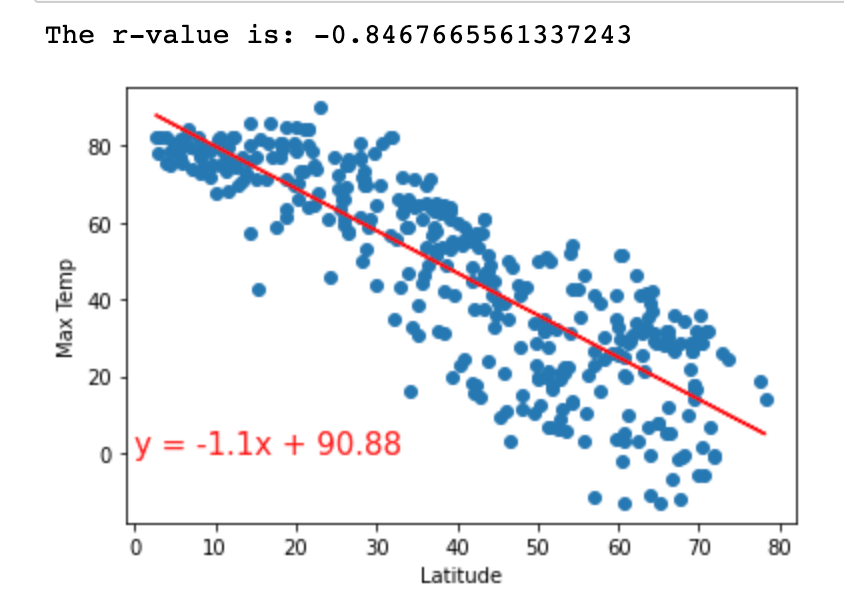 The r-value is: -0.8467665561337243
80
60
40
20
0
Max Temp
y = -1.1x + 90.88
0 10 20 30 40 50 60 70 80
Latitude